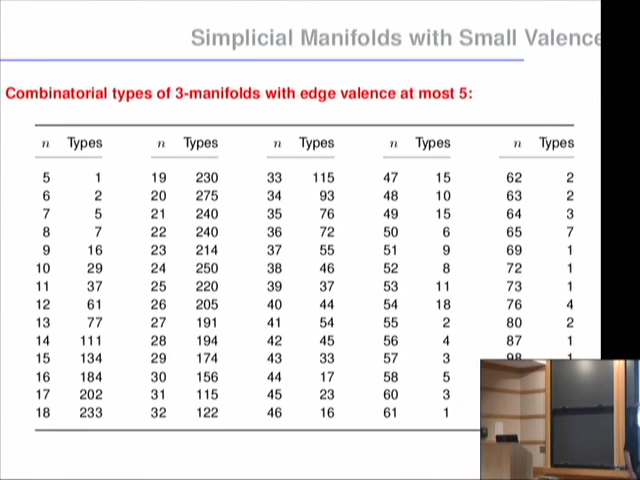 Simplicial Manifolds with Small Valence
Combinatorial types of 3-manifolds with edge valence at most 5:
n Types n Types n Types n Types n Types
5 1 19 230 33 115 47 15 62 2
6 2 20 275 34 93 48 10 63 2
7 5 21 240 35 76 49 15 64 3
8 7 22 240 36 72 50 6 65 7
9 16 23 214 37 55 51 9 69 1
10 29 24 250 38 46 52 8 72 1
11 37 25 220 39 37 53 11 73 1
12 61 26 205 40 44 54 18 76 4
13 77 27 191 41 54 55 2 80 2
14 111 28 194 42 45 56 4 87 1
15 134 29 174 43 33 57 3 98 1
16 184 30 156 44 17 58 5
17 202 31 115 45 23 60 3
18 233 32 122 46 16 61 1